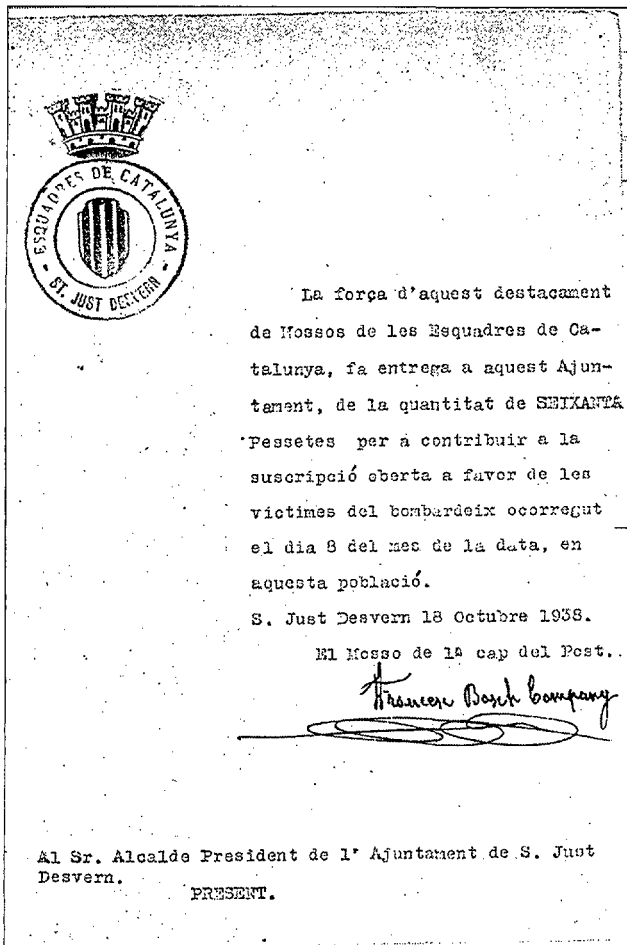 ESQUADRES DE CATALUNYA
- ST. JUST DESVERN -
La força d'aquest destacament
de Mossos de les Esquadres de Ca-
talunya, fa entrega a aquest Ajun-
tament, de la quantitat de SEIXANTA
Pessetes per a contribuir a la
suscripció oberta a favor de les
víctimes del bombardeix ocorregut
el dia 8 del mes de la data, en
aquesta població.
S. Just Desvern 18 Octubre 1938.
El Mosso de 1ª cap del Post..
Francesc Bosch Company
Al Sr. Alcalde President de l' Ajuntament de S. Just
Desvern.
PRESENT.